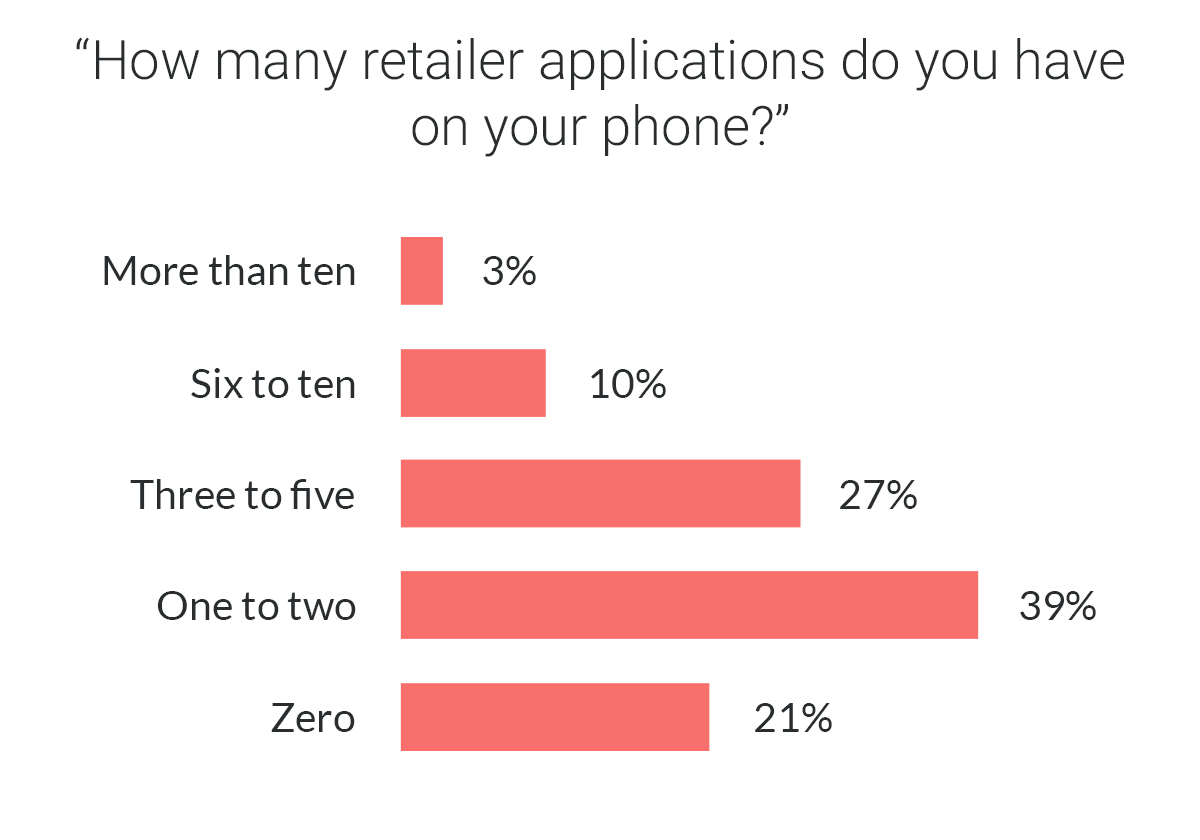 “How many retailer applications do you have
on your phone?”
More than ten 3%
Six to ten 10%
Three to five 27%
One to two 39%
Zero 21%